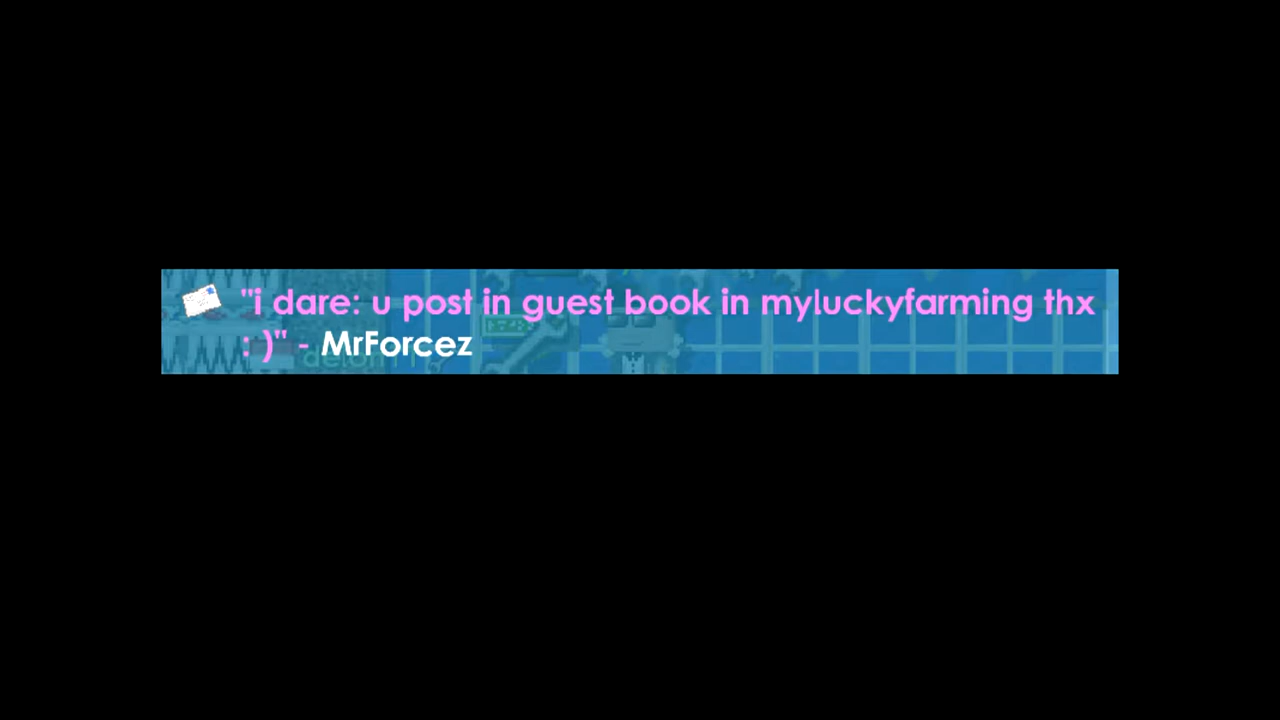 "i dare: u post in guest book in myluckyfarming thx
: )" - MrForcez